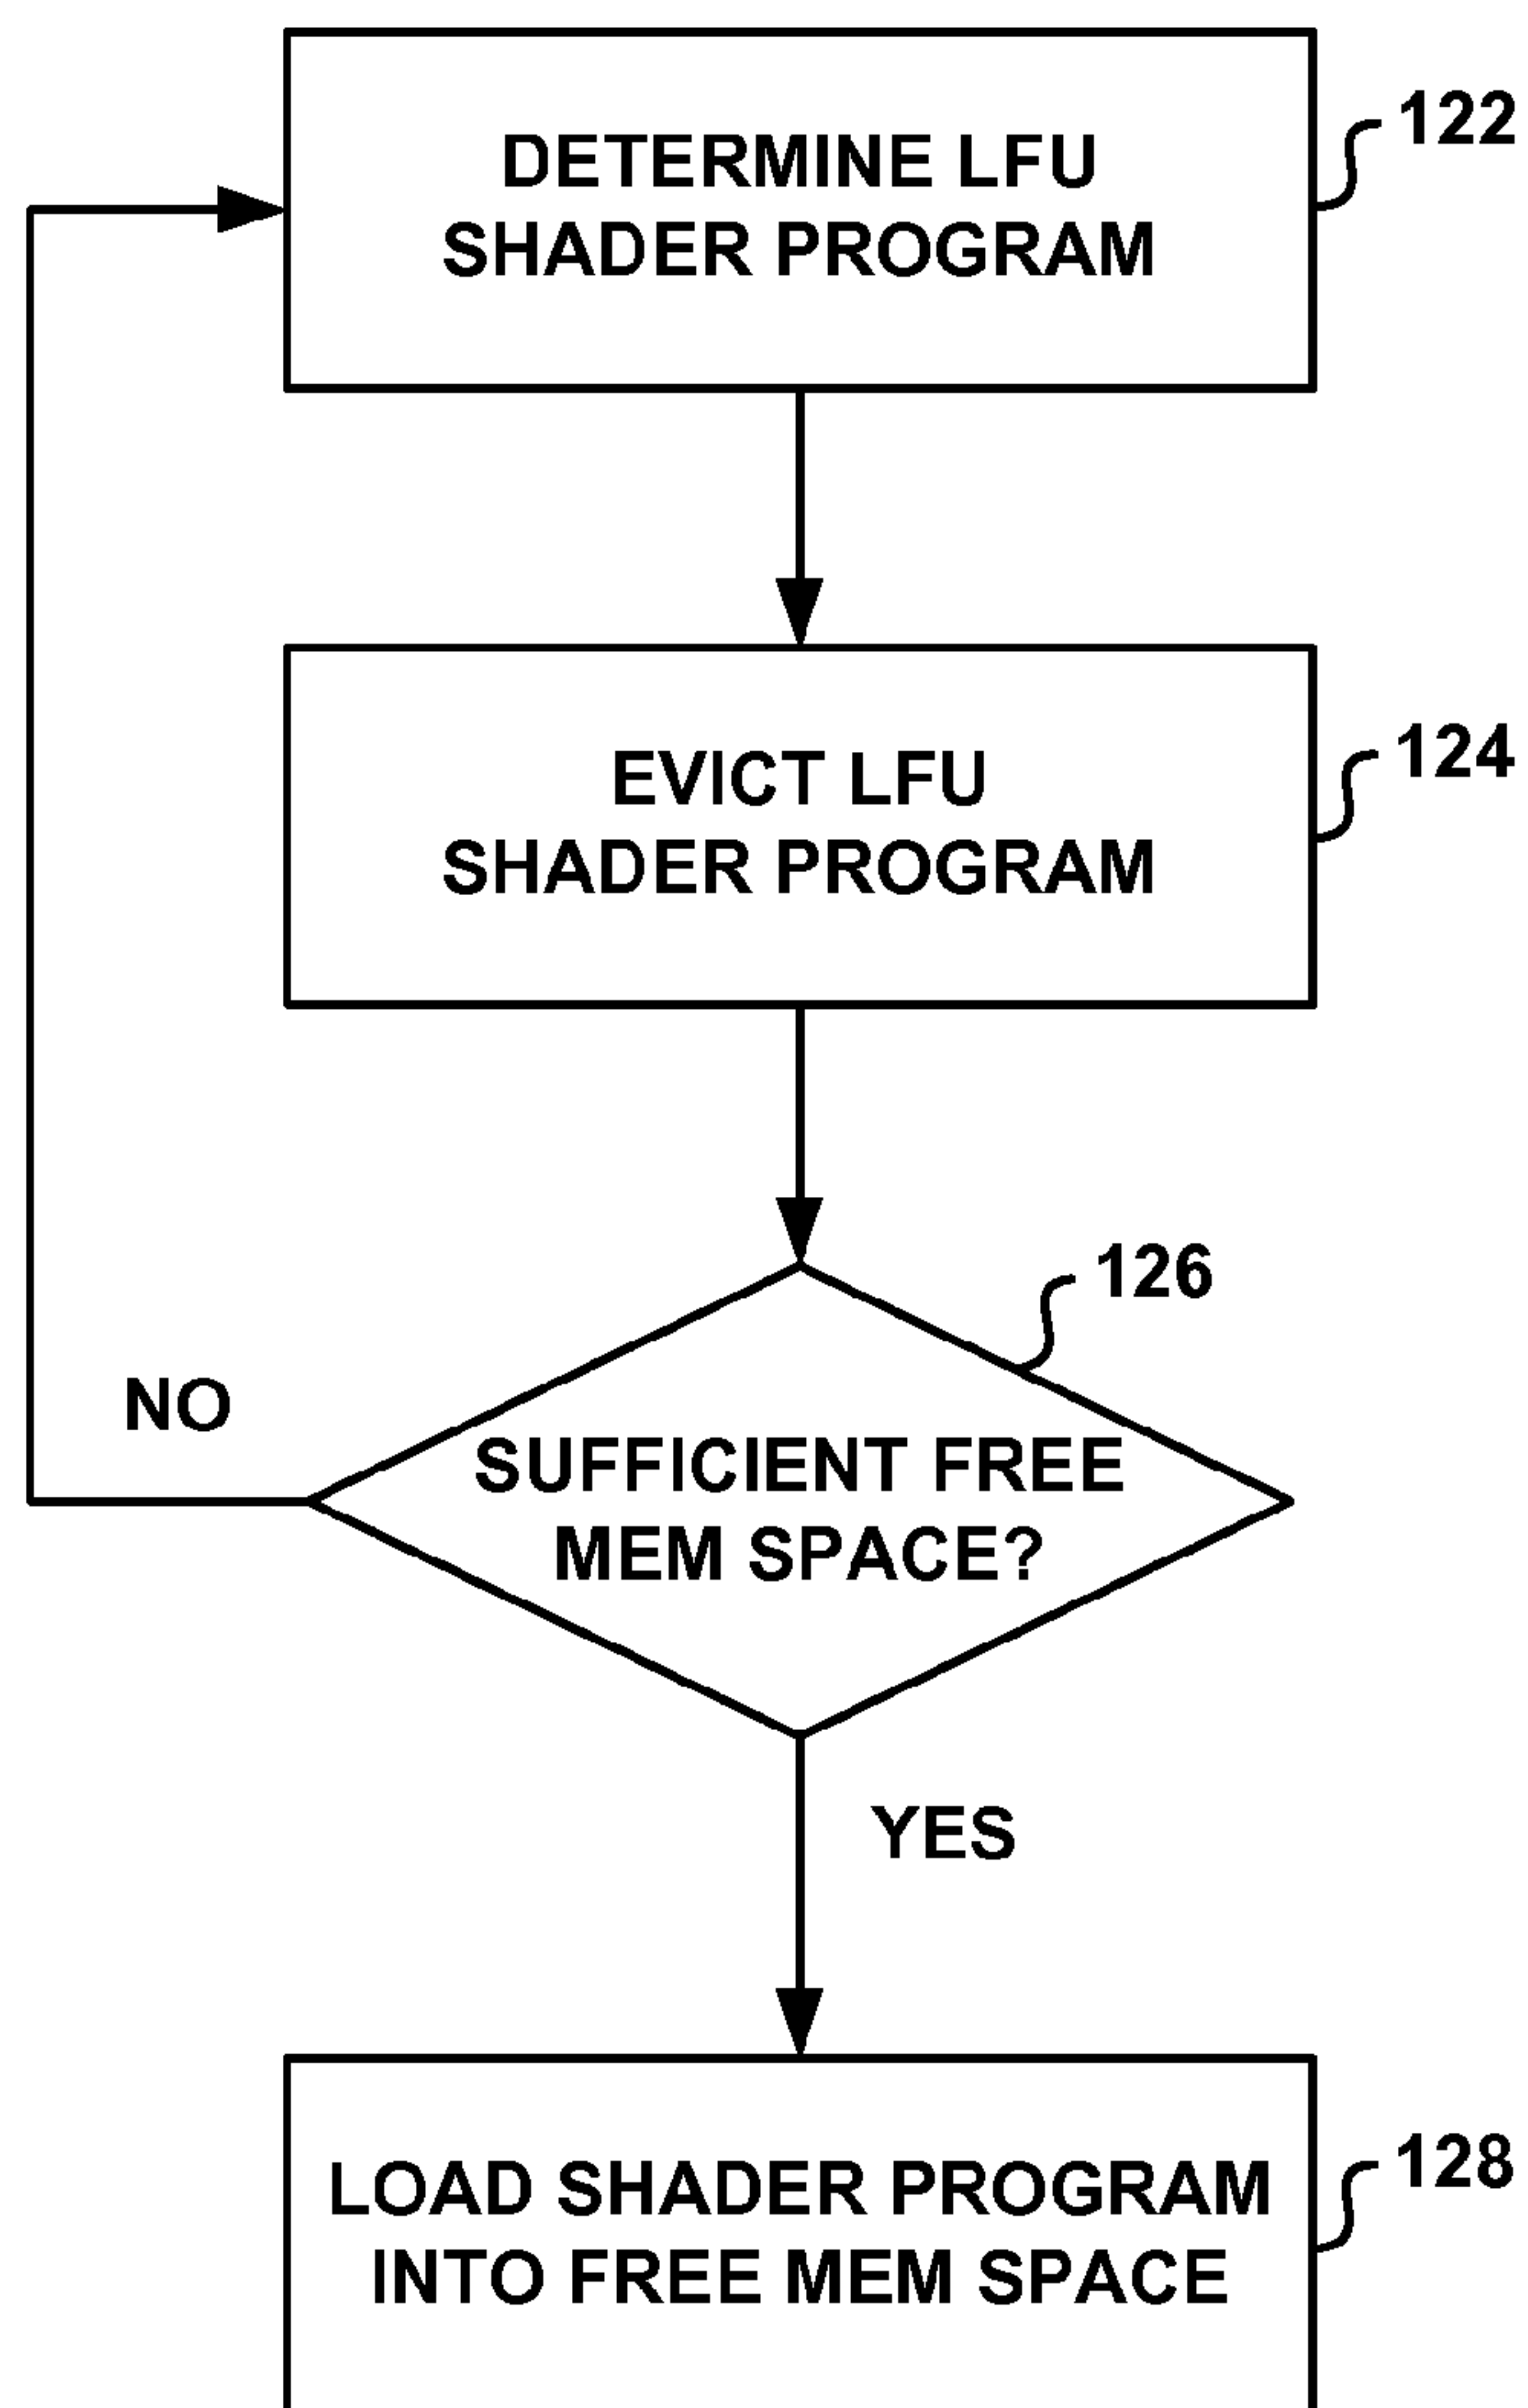 DETERMINE LFU
SHADER PROGRAM
122
EVICT LFU
SHADER PROGRAM
124
126
NO
SUFFICIENT FREE
MEM SPACE?
YES
LOAD SHADER PROGRAM
INTO FREE MEM SPACE
128